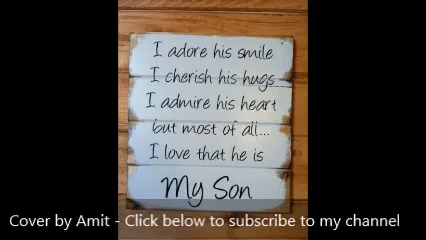 I adore his smile
I cherish his hugs
I admire his heart
but most of all...
I love that he is
My Son
Cover by Amit - Click below to subscribe to my channel